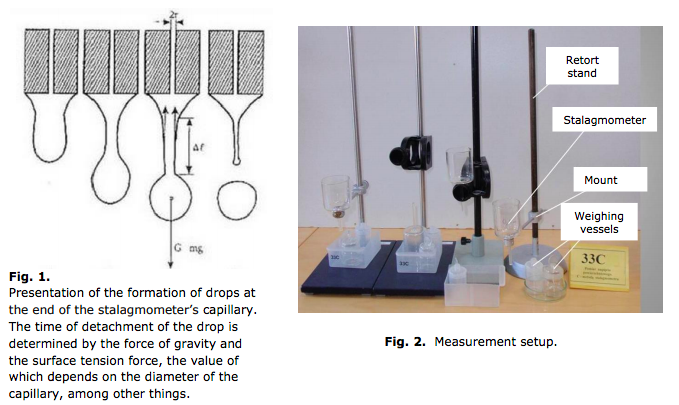 2r
Δℓ
G mg
Fig. 1.
Presentation of the formation of drops at
the end of the stalagmometer's capillary.
The time of detachment of the drop is
determined by the force of gravity and
the surface tension force, the value of
which depends on the diameter of the
capillary, among other things.
Retort
stand
Stalagmometer
Mount
Weighing
vessels
33C
33C
33C
Fig. 2. Measurement setup.